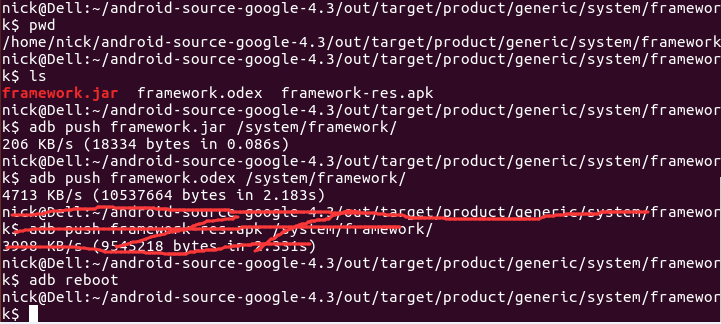 nick@Dell:~/android-source-google-4.3/out/target/product/generic/system/framewor
k$ pwd
/home/nick/android-source-google-4.3/out/target/product/generic/system/framework
nick@Dell:~/android-source-google-4.3/out/target/product/generic/system/framewor
k$ ls
framework.jar  framework.odex  framework-res.apk
nick@Dell:~/android-source-google-4.3/out/target/product/generic/system/framewor
k$ adb push framework.jar /system/framework/
206 KB/s (18334 bytes in 0.086s)
nick@Dell:~/android-source-google-4.3/out/target/product/generic/system/framewor
k$ adb push framework.odex /system/framework/
4713 KB/s (10537664 bytes in 2.183s)
nick@Dell:~/android-source-google-4.3/out/target/product/generic/system/framewor
k$ adb push framework-res.apk /system/framework/
3998 KB/s (9545218 bytes in 2.331s)
nick@Dell:~/android-source-google-4.3/out/target/product/generic/system/framewor
k$ adb reboot
nick@Dell:~/android-source-google-4.3/out/target/product/generic/system/framewor
k$